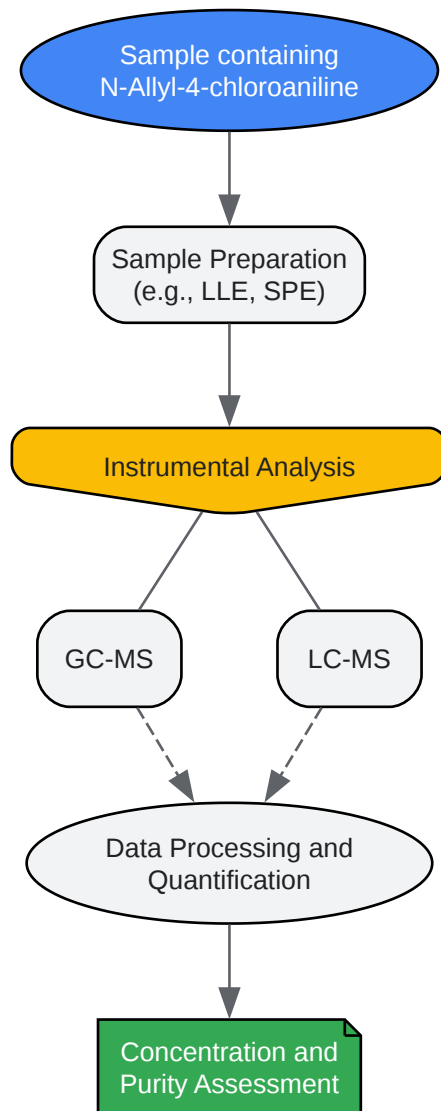 Sample containing
N-Allyl-4-chloroaniline
Sample Preparation
(e.g., LLE, SPE)
Instrumental Analysis
GC-MS
LC-MS
Data Processing and
Quantification
Concentration and
Purity Assessment